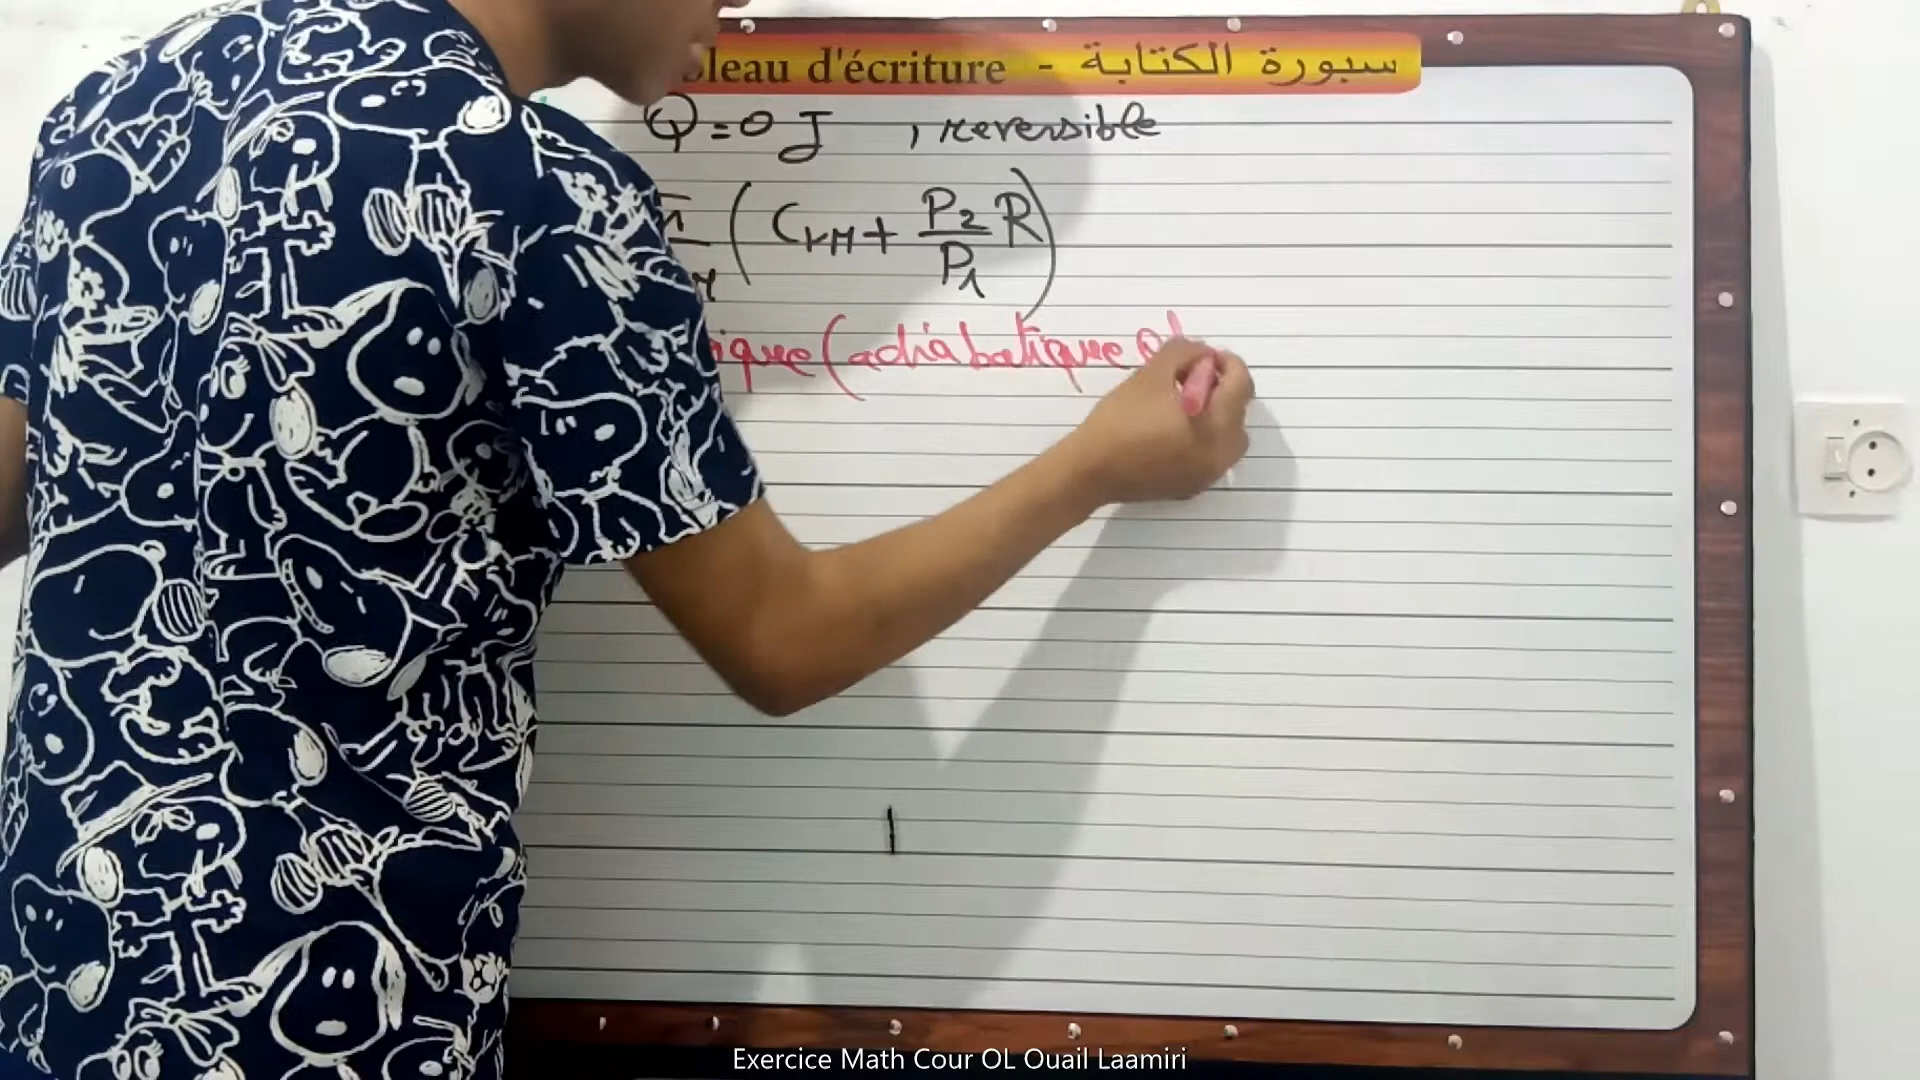 bleau d'écriture - سبورة الكتابة
Q = 0 J , reversible
( CVM + P2/P1 R)
ique (adiabatique
Exercice Math Cour OL Ouail Laamiri